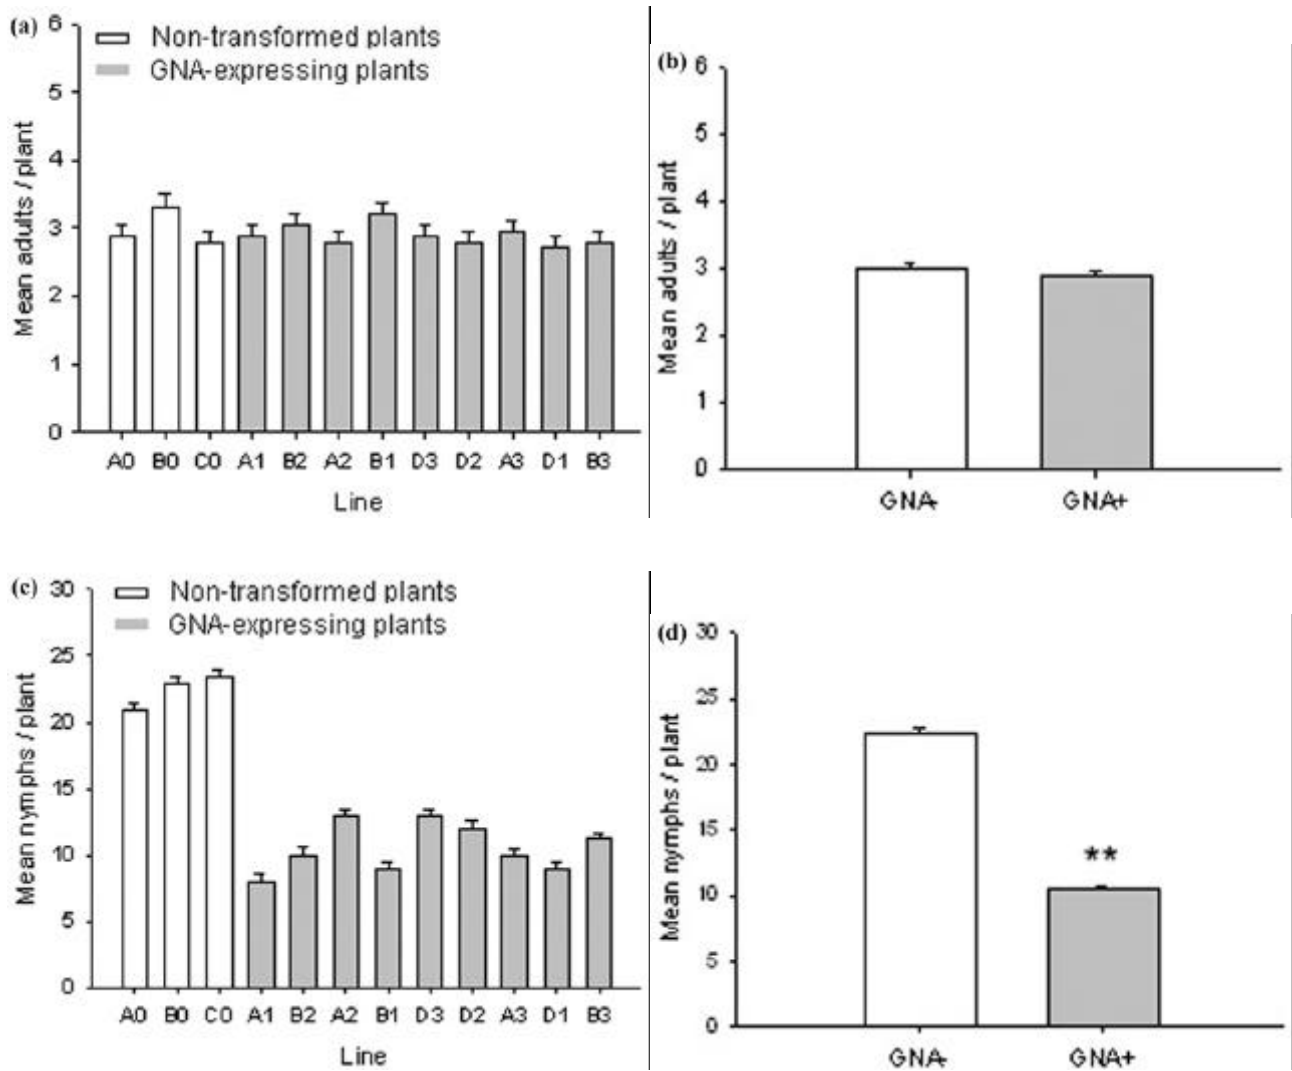 (a)
Non-transformed plants
GNA-expressing plants
Mean adults / plant
6
5
4
3
2
1
0
A0 B0 C0 A1 B2 A2 B1 D3 D2 A3 D1 B3
Line
(b)
Mean adults / plant
6
5
4
3
2
1
0
GNA- GNA+
(c)
Non-transformed plants
GNA-expressing plants
Mean nymphs / plant
30
25
20
15
10
5
0
A0 B0 C0 A1 B2 A2 B1 D3 D2 A3 D1 B3
Line
(d)
Mean nymphs / plant
30
25
20
15
10
5
0
**
GNA- GNA+